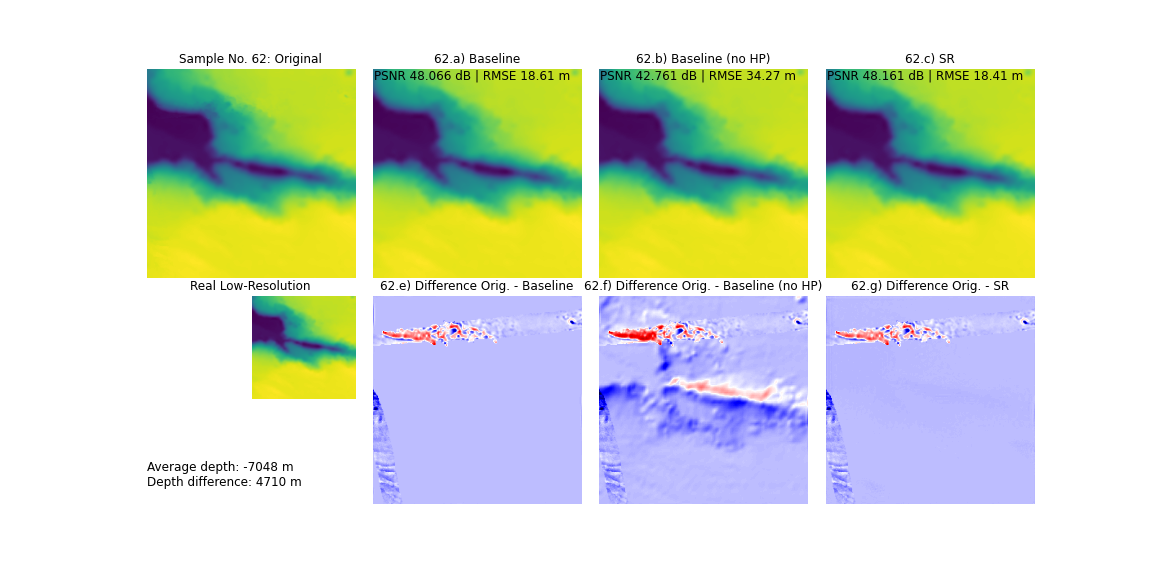 Sample No. 62: Original
62.a) Baseline
62.b) Baseline (no HP)
62.c) SR
PSNR 48.066 dB | RMSE 18.61 m
PSNR 42.761 dB | RMSE 34.27 m
PSNR 48.161 dB | RMSE 18.41 m
Real Low-Resolution
62.e) Difference Orig. - Baseline
62.f) Difference Orig. - Baseline (no HP)
62.g) Difference Orig. - SR
Average depth: -7048 m
Depth difference: 4710 m